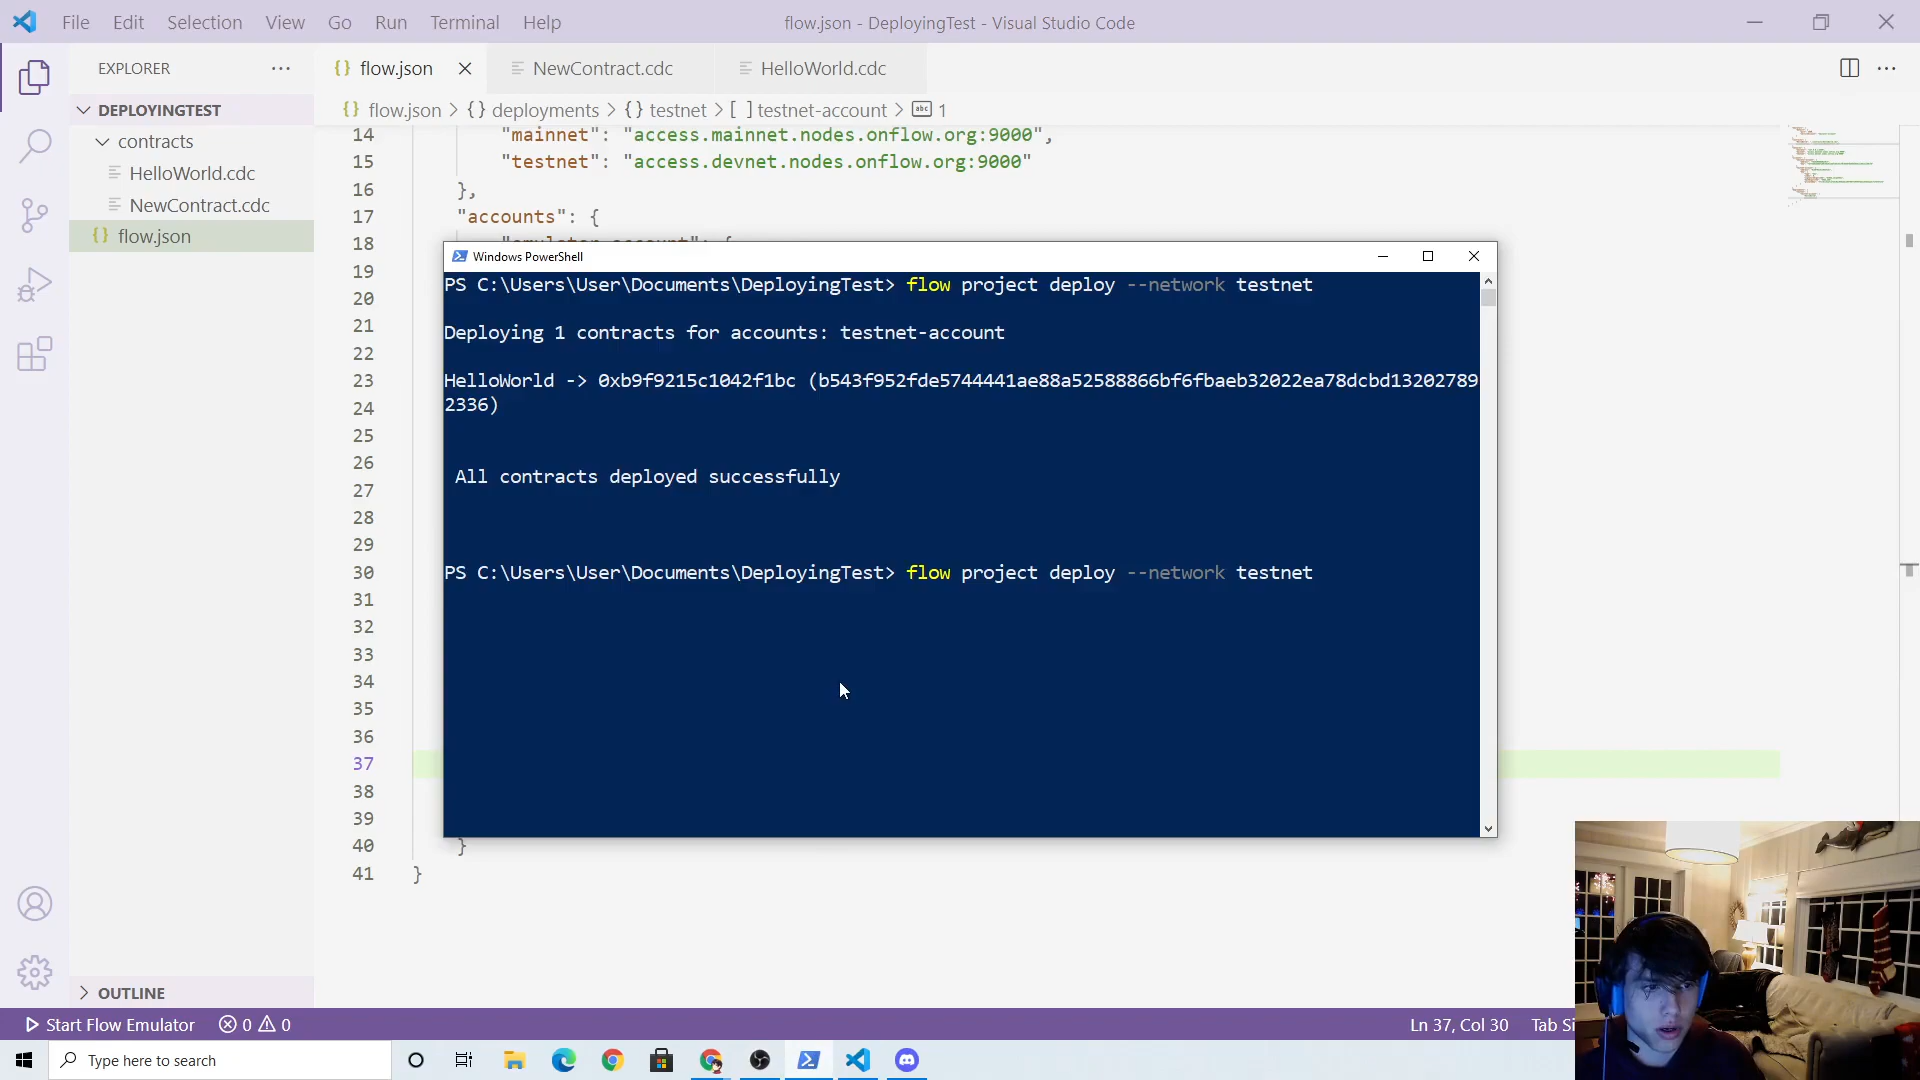 File Edit Selection View Go Run Terminal Help
flow.json - DeployingTest - Visual Studio Code
EXPLORER
flow.json
NewContract.cdc
HelloWorld.cdc
DEPLOYINGTEST
flow.json > {} deployments > {} testnet > [ ] testnet-account > abc 1
contracts
HelloWorld.cdc
NewContract.cdc
flow.json
14 "mainnet": "access.mainnet.nodes.onflow.org:9000",
15 "testnet": "access.devnet.nodes.onflow.org:9000"
16 },
17 "accounts": {
18
19
20
21
22
23
24
25
26
27
28
29
30
31
32
33
34
35
36
37
38
39
40 }
41 }
Windows PowerShell
PS C:\Users\User\Documents\DeployingTest> flow project deploy --network testnet
Deploying 1 contracts for accounts: testnet-account
HelloWorld -> 0xb9f9215c1042f1bc (b543f952fde5744441ae88a52588866bf6fbaeb32022ea78dcbd13202789
2336)
All contracts deployed successfully
PS C:\Users\User\Documents\DeployingTest> flow project deploy --network testnet
OUTLINE
Start Flow Emulator
0 0
Ln 37, Col 30
Tab Si
Type here to search